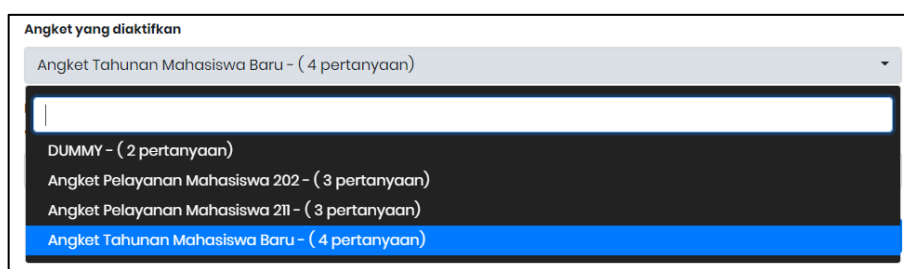 Angket yang diaktifkan
Angket Tahunan Mahasiswa Baru - ( 4 pertanyaan)
DUMMY - ( 2 pertanyaan)
Angket Pelayanan Mahasiswa 202 - ( 3 pertanyaan)
Angket Pelayanan Mahasiswa 211 - ( 3 pertanyaan)
Angket Tahunan Mahasiswa Baru - ( 4 pertanyaan)